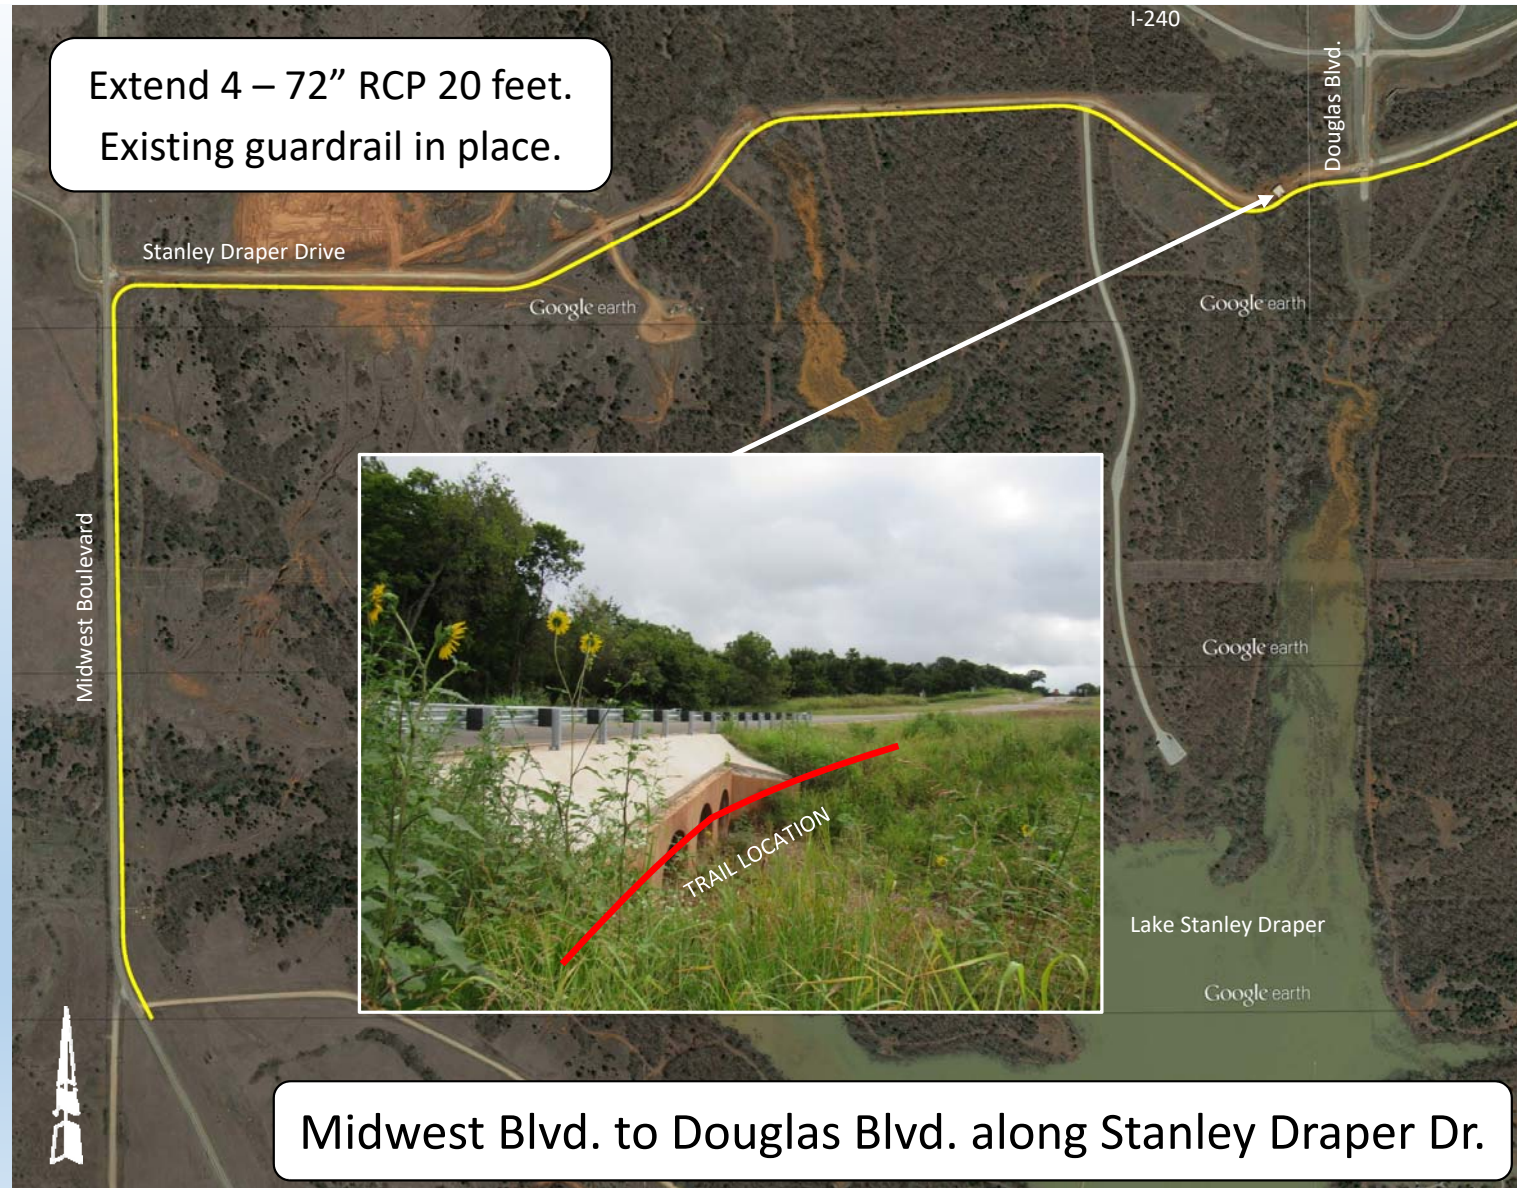 I-240
Extend 4 – 72” RCP 20 feet.
Existing guardrail in place.
Douglas Blvd.
Stanley Draper Drive
Google earth
Google earth
Midwest Boulevard
Google earth
TRAIL LOCATION
Lake Stanley Draper
Google earth
Midwest Blvd. to Douglas Blvd. along Stanley Draper Dr.